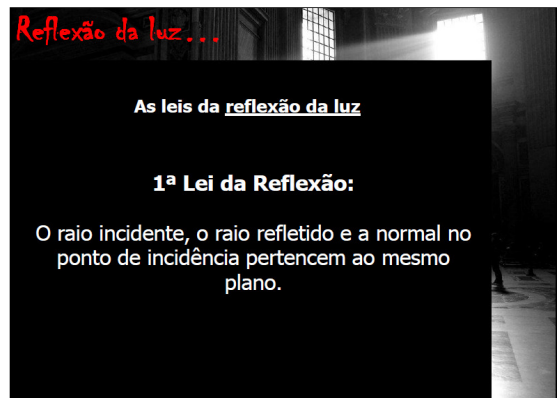 Reflexão da luz...
As leis da reflexão da luz
1ª Lei da Reflexão:
O raio incidente, o raio refletido e a normal no
ponto de incidência pertencem ao mesmo
plano.